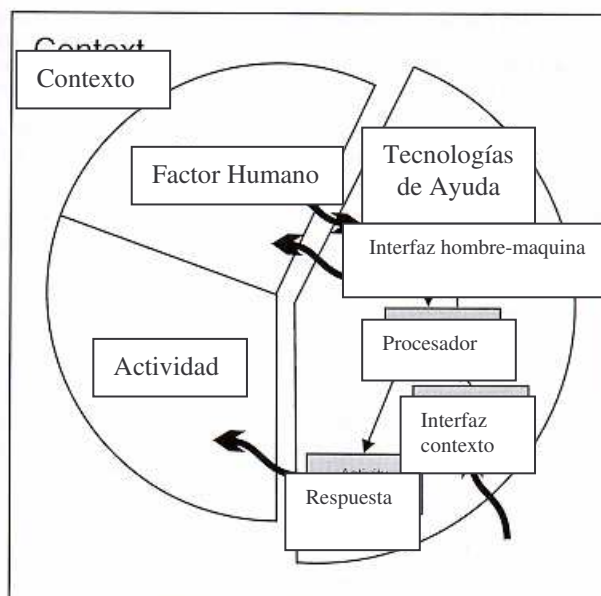 Context
Contexto
Factor Humano
Tecnologías
de Ayuda
Interfaz hombre-maquina
Procesador
Actividad
Interfaz
contexto
Respuesta